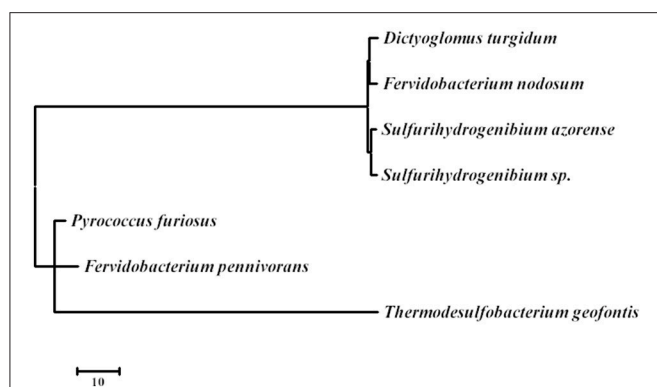 Dictyoglomus turgidum
Fervidobacterium nodosum
Sulfurihydrogenibium azorense
Sulfurihydrogenibium sp.
Pyrococcus furiosus
Fervidobacterium pennivorans
Thermodesulfobacterium geofontis
10